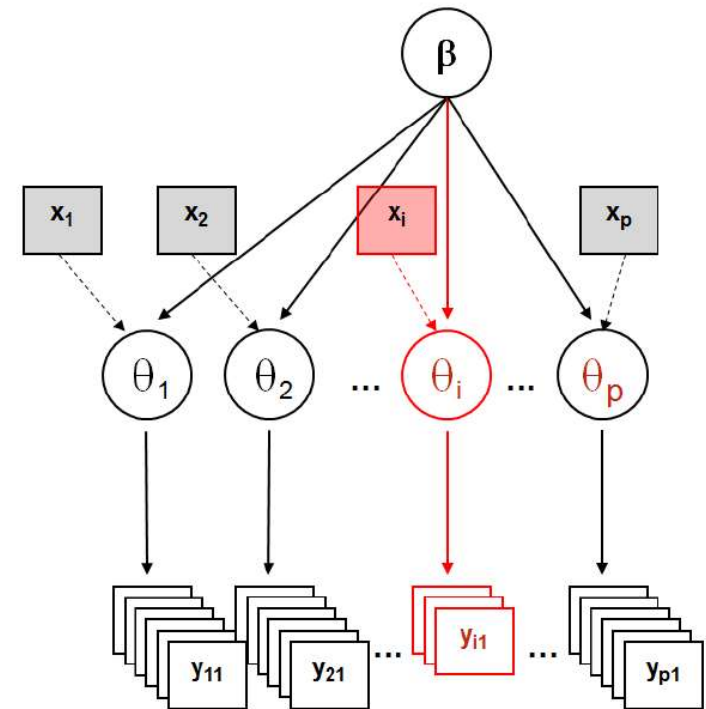 β
x₁ x₂ xᵢ xₚ
θ₁ θ₂ ... θᵢ ... θₚ
y₁₁ y₂₁ ... yᵢ₁ ... yₚ₁